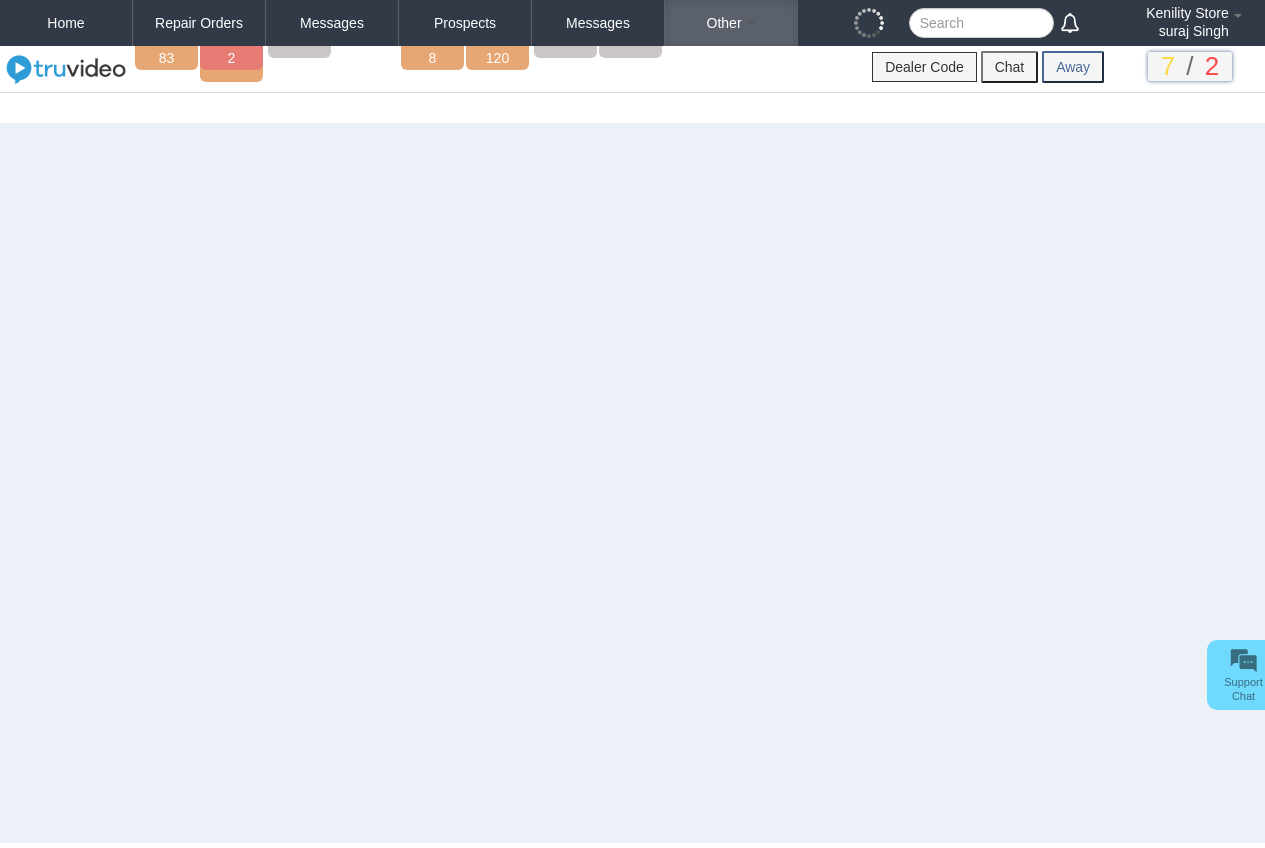 Home
Repair Orders
Messages
Prospects
Messages
Other
Search
Kenility Store
suraj Singh
truvideo
83
2
8
120
Dealer Code
Chat
Away
7 / 2
Support
Chat